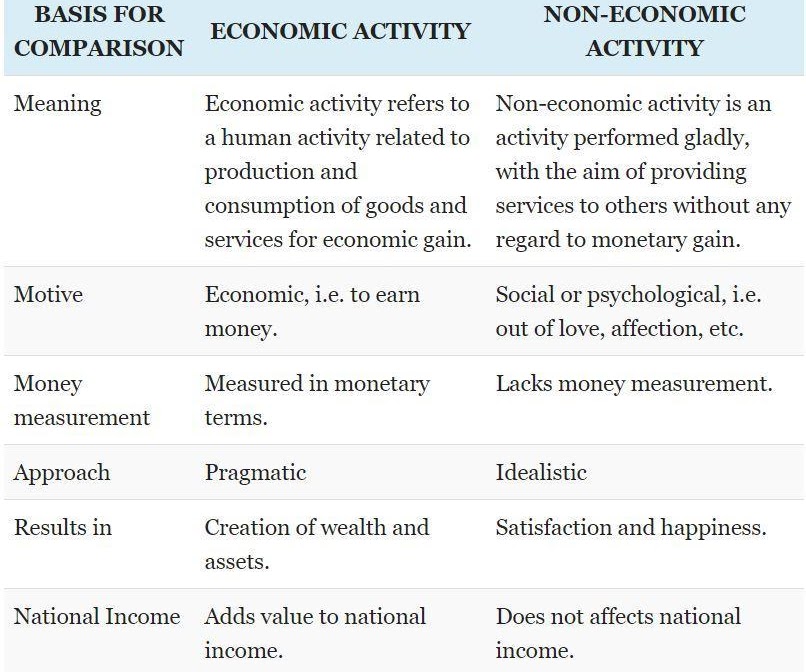 BASIS FOR
COMPARISON
ECONOMIC ACTIVITY
NON-ECONOMIC
ACTIVITY
Meaning
Economic activity refers to
a human activity related to
production and
consumption of goods and
services for economic gain.
Non-economic activity is an
activity performed gladly,
with the aim of providing
services to others without any
regard to monetary gain.
Motive
Economic, i.e. to earn
money.
Social or psychological, i.e.
out of love, affection, etc.
Money
measurement
Measured in monetary
terms.
Lacks money measurement.
Approach
Pragmatic
Idealistic
Results in
Creation of wealth and
assets.
Satisfaction and happiness.
National Income
Adds value to national
income.
Does not affects national
income.